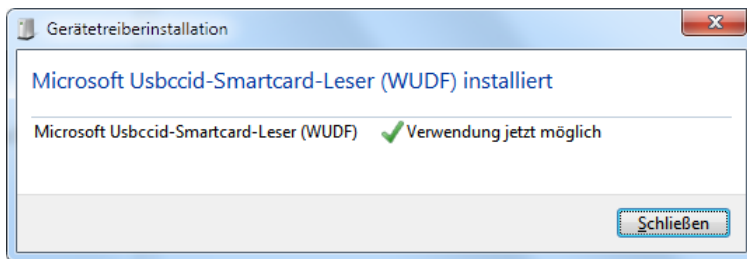 Gerätetreiberinstallation
Microsoft Usbccid-Smartcard-Leser (WUDF) installiert
Microsoft Usbccid-Smartcard-Leser (WUDF) Verwendung jetzt möglich
Schließen